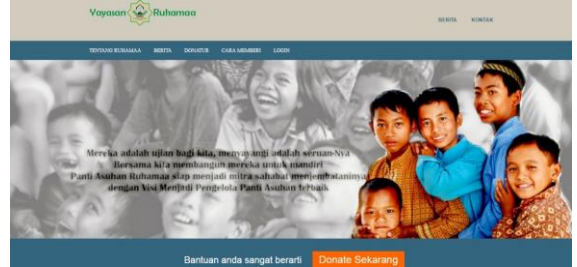 Yayasan Ruhamaa
BERITA KONTAK
TENTANG RUHAMAA BERITA DONATUR CARA MEMBERI LOGIN
Mereka adalah ujian bagi kita, menyayangi adalah seruan-Nya
Bersama kita membangun mereka untuk mandiri
Panti Asuhan Ruhamaa siap menjadi mitra sahabat menjembataninya
dengan Visi Menjadi Pengelola Panti Asuhan terbaik
Bantuan anda sangat berarti Donate Sekarang